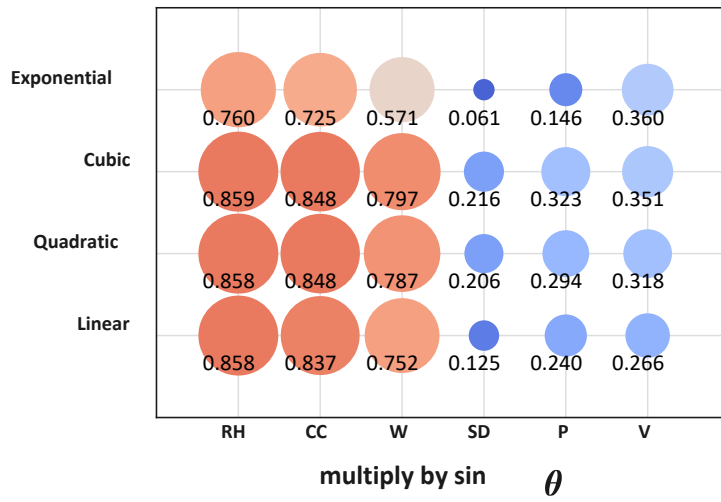 Exponential
0.760 0.725 0.571 0.061 0.146 0.360
Cubic
0.859 0.848 0.797 0.216 0.323 0.351
Quadratic
0.858 0.848 0.787 0.206 0.294 0.318
Linear
0.858 0.837 0.752 0.125 0.240 0.266
RH CC W SD P V
multiply by sin θ